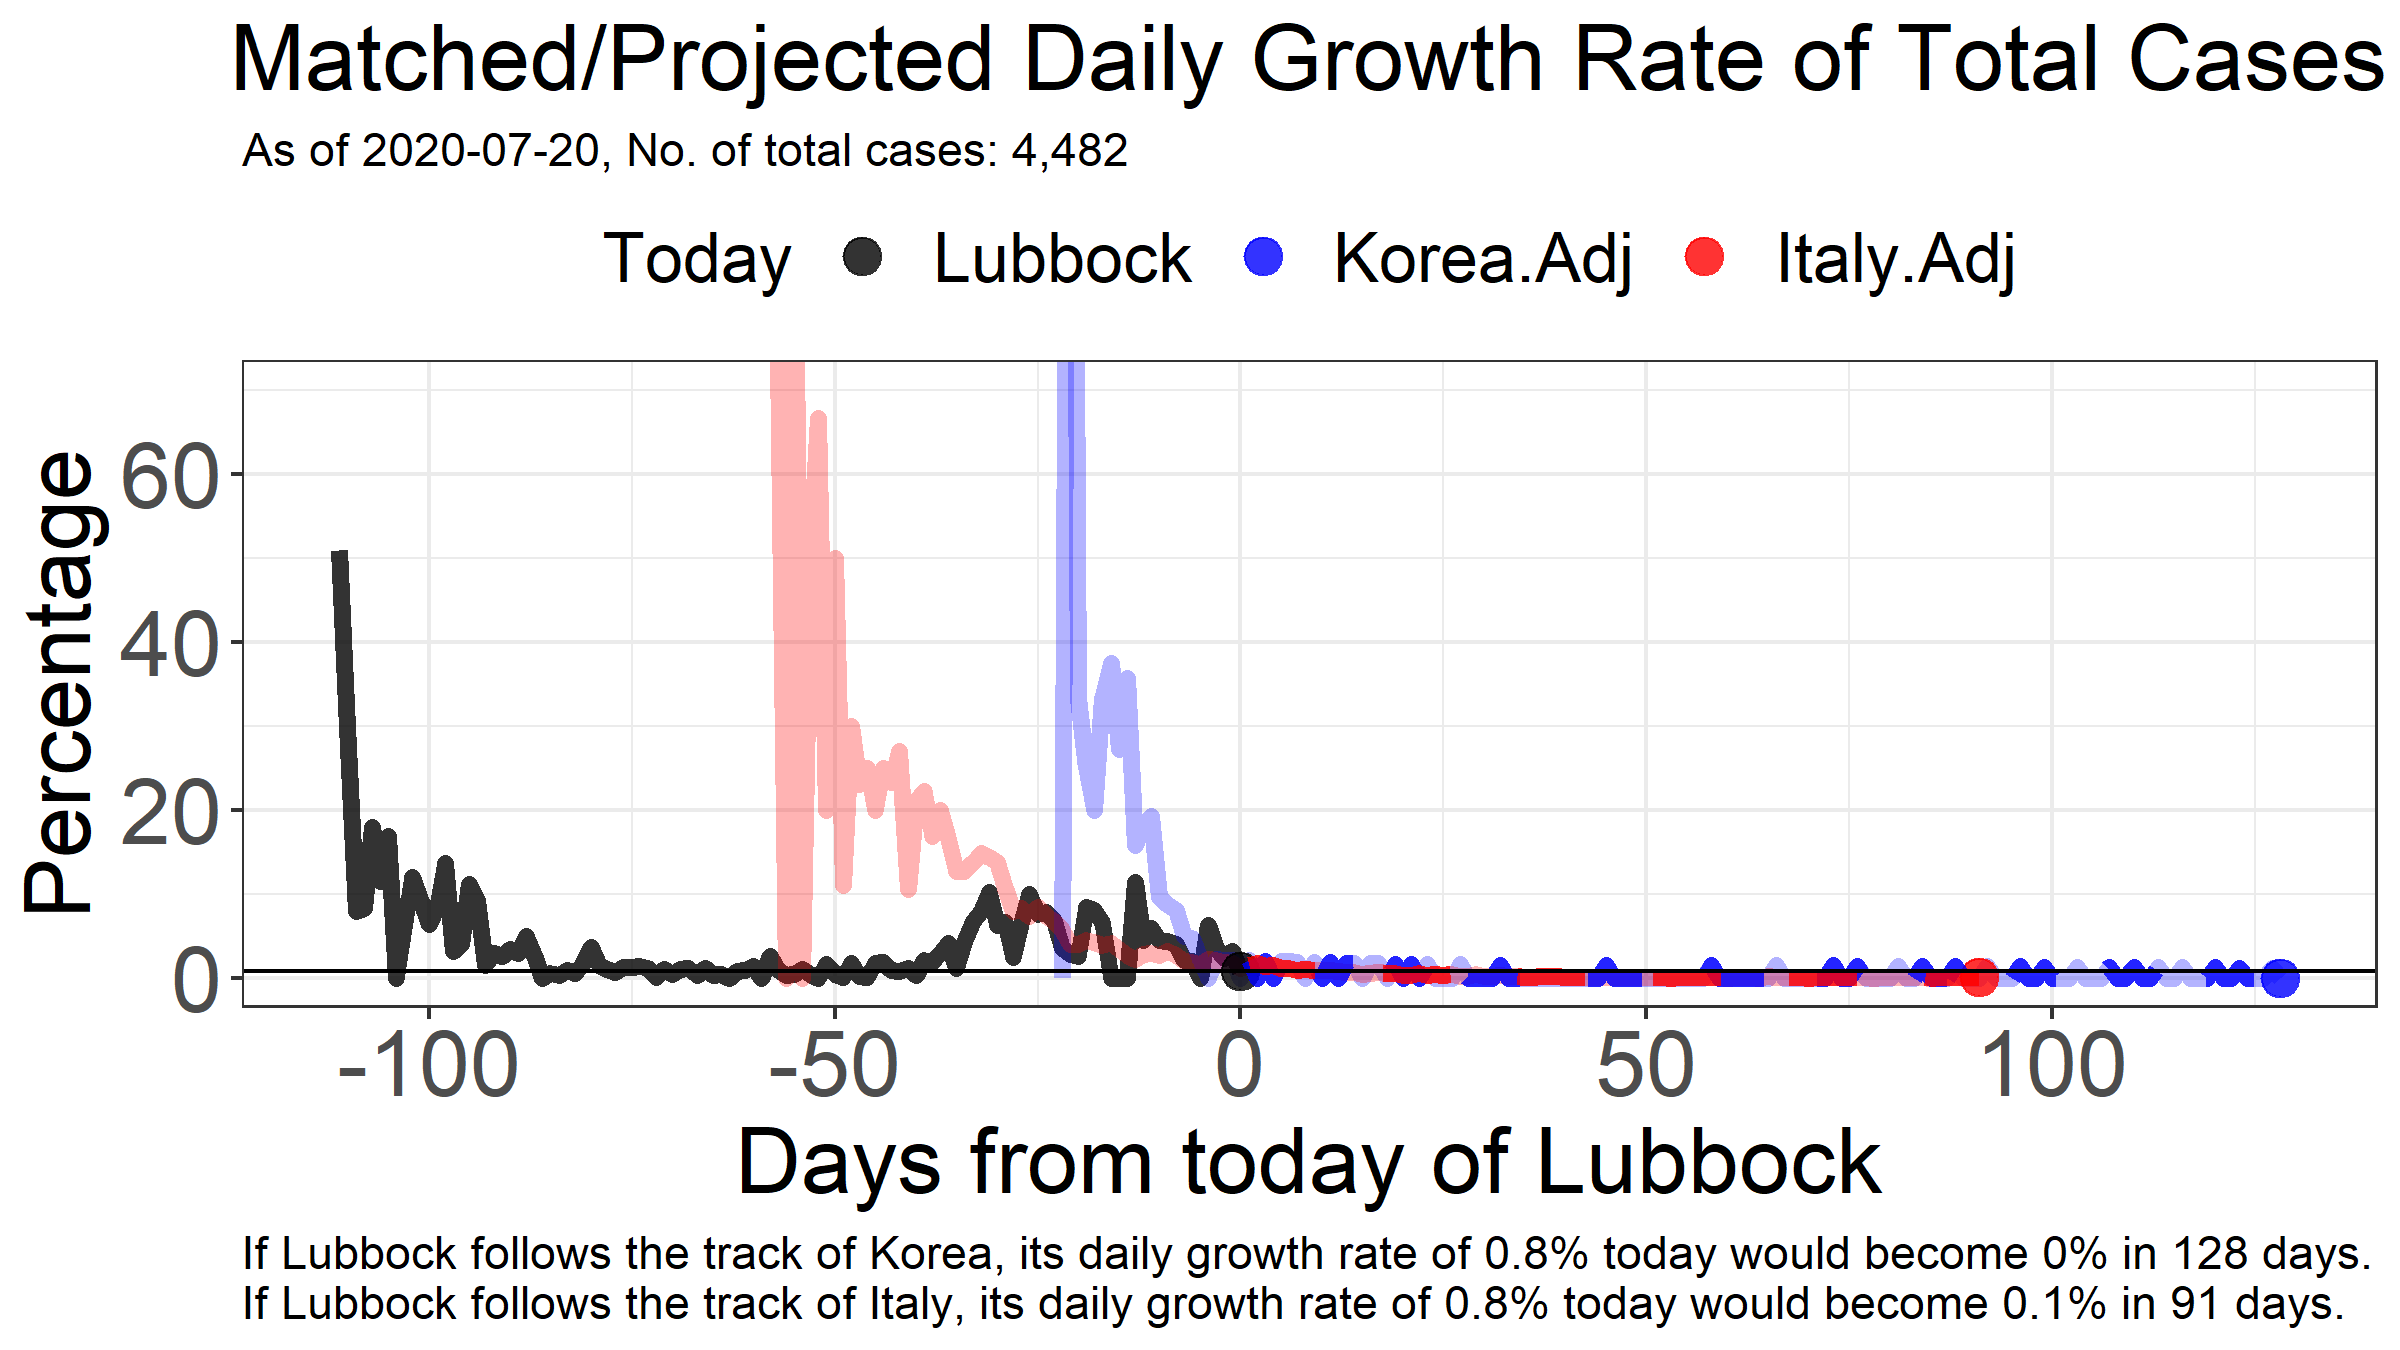 Matched/Projected Daily Growth Rate of Total Cases
As of 2020-07-20, No. of total cases: 4,482
Today Lubbock Korea.Adj Italy.Adj
Percentage
60
40
20
0
-100 -50 0 50 100
Days from today of Lubbock
If Lubbock follows the track of Korea, its daily growth rate of 0.8% today would become 0% in 128 days.
If Lubbock follows the track of Italy, its daily growth rate of 0.8% today would become 0.1% in 91 days.